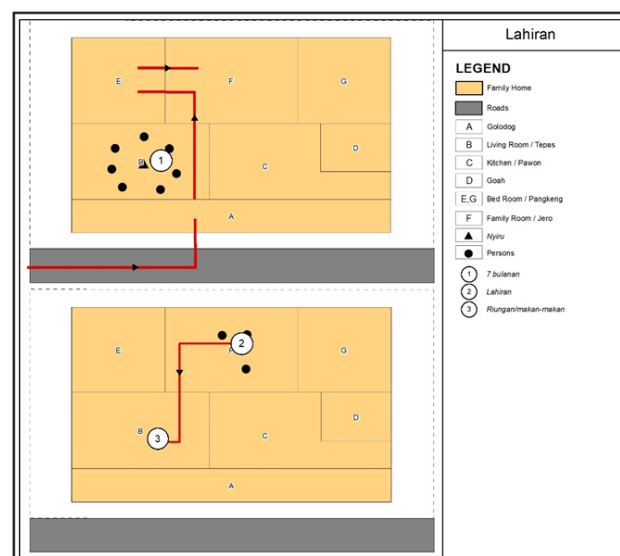 Lahiran
LEGEND
Family Home
Roads
A Golodog
B Living Room / Tepas
C Kitchen / Pawon
D Goah
E,G Bed Room / Pangkeng
F Family Room / Jero
Nyiru
Persons
1 7 bulanan
2 Lahiran
3 Riungan/makan-makan
E F G
B 1 C D
A
E F 2 G
B 3 C D
A